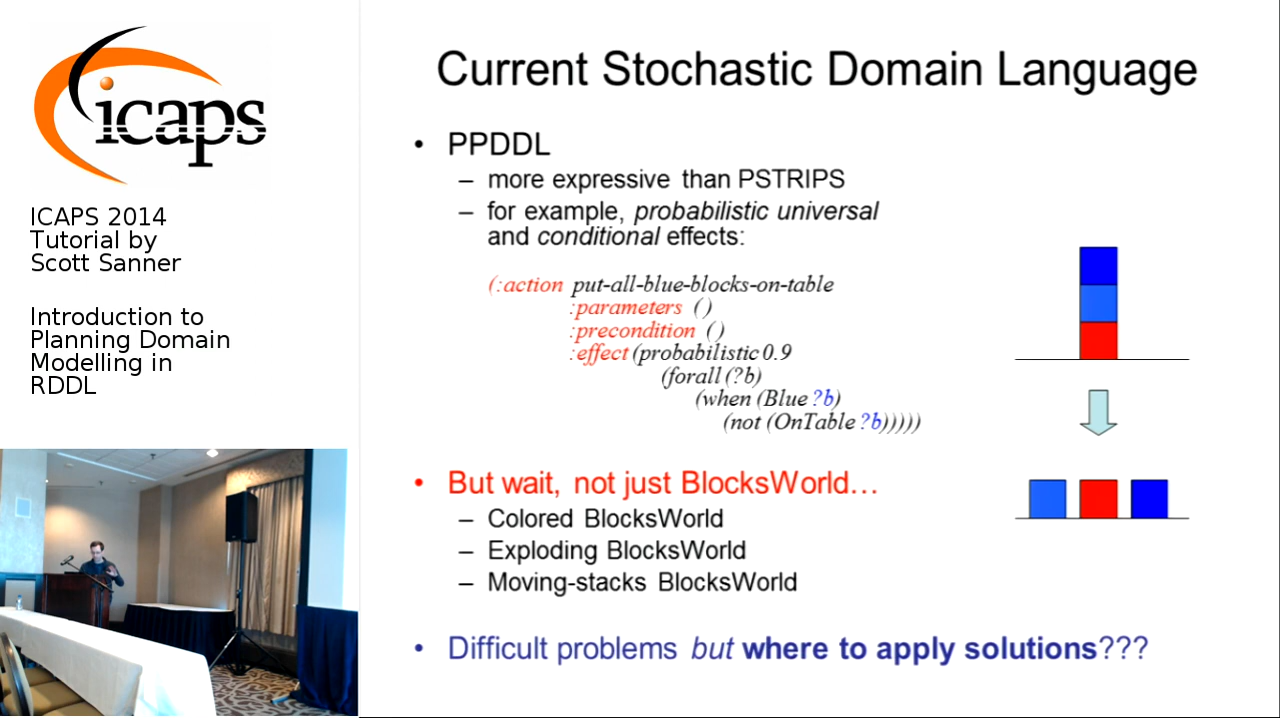 icaps
ICAPS 2014
Tutorial by
Scott Sanner
Introduction to
Planning Domain
Modelling in
RDDL
Current Stochastic Domain Language
• PPDDL
– more expressive than PSTRIPS
– for example, probabilistic universal
and conditional effects:
(:action put-all-blue-blocks-on-table
:parameters ()
:precondition ()
:effect (probabilistic 0.9
(forall (?b)
(when (Blue ?b)
(not (OnTable ?b)))))
• But wait, not just BlocksWorld…
– Colored BlocksWorld
– Exploding BlocksWorld
– Moving-stacks BlocksWorld
• Difficult problems but where to apply solutions???